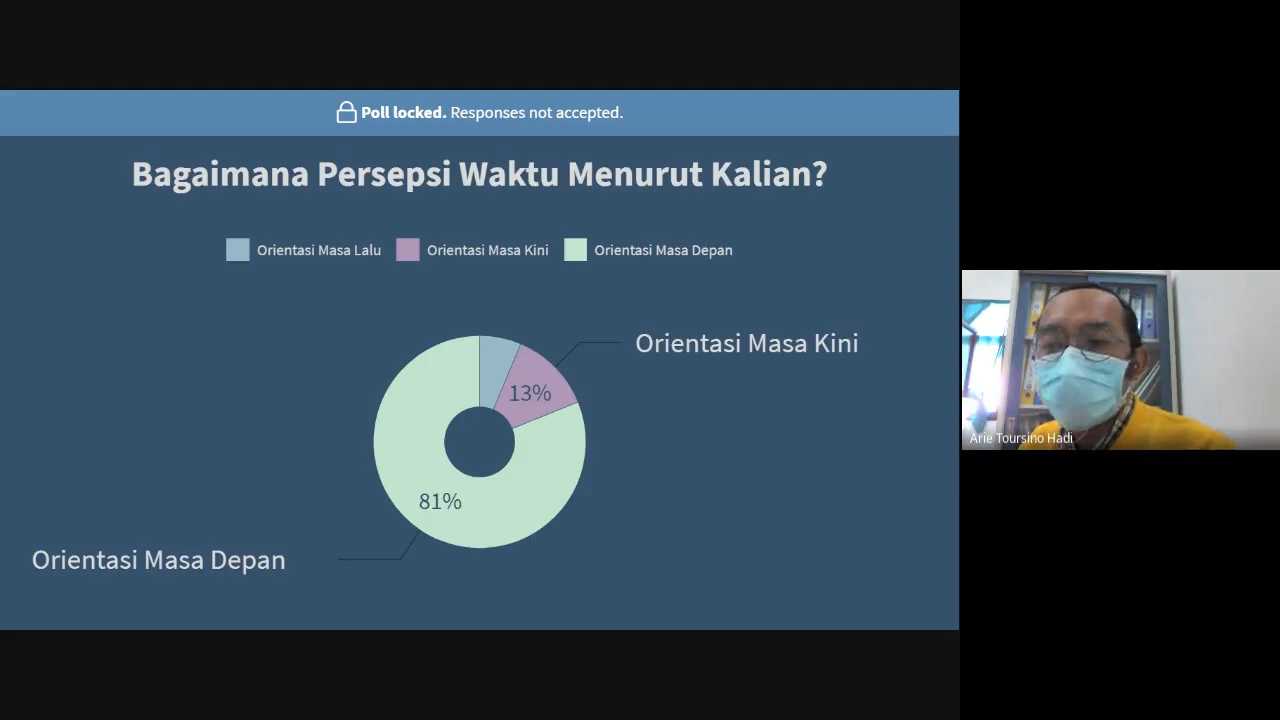 Poll locked. Responses not accepted.
Bagaimana Persepsi Waktu Menurut Kalian?
Orientasi Masa Lalu Orientasi Masa Kini Orientasi Masa Depan
Orientasi Masa Kini
13%
81%
Orientasi Masa Depan
Arie Toursino Hadi